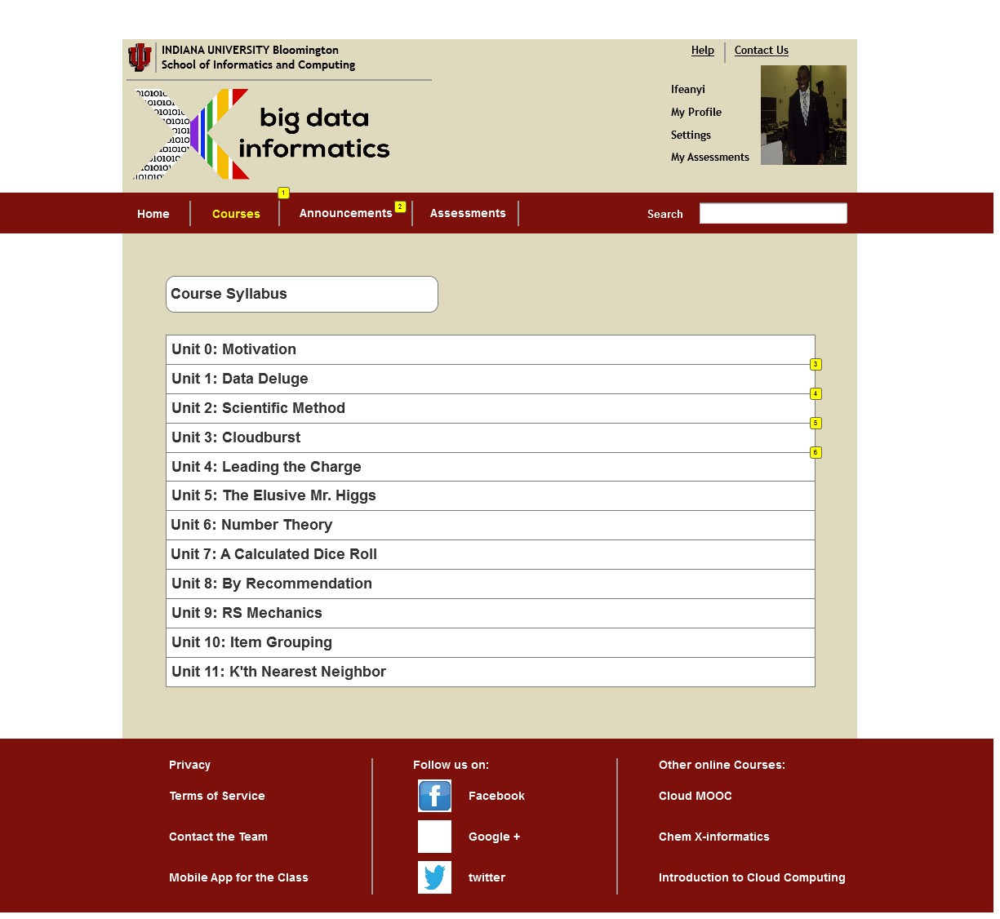 INDIANA UNIVERSITY Bloomington
School of Informatics and Computing
Help
Contact Us
big data
informatics
Ifeanyi
My Profile
Settings
My Assessments
1
Home
Courses
Announcements
2
Assessments
Search
Course Syllabus
Unit 0: Motivation
3
Unit 1: Data Deluge
4
Unit 2: Scientific Method
5
Unit 3: Cloudburst
6
Unit 4: Leading the Charge
Unit 5: The Elusive Mr. Higgs
Unit 6: Number Theory
Unit 7: A Calculated Dice Roll
Unit 8: By Recommendation
Unit 9: RS Mechanics
Unit 10: Item Grouping
Unit 11: K'th Nearest Neighbor
Privacy
Terms of Service
Contact the Team
Mobile App for the Class
Follow us on:
Facebook
Google +
twitter
Other online Courses:
Cloud MOOC
Chem X-informatics
Introduction to Cloud Computing